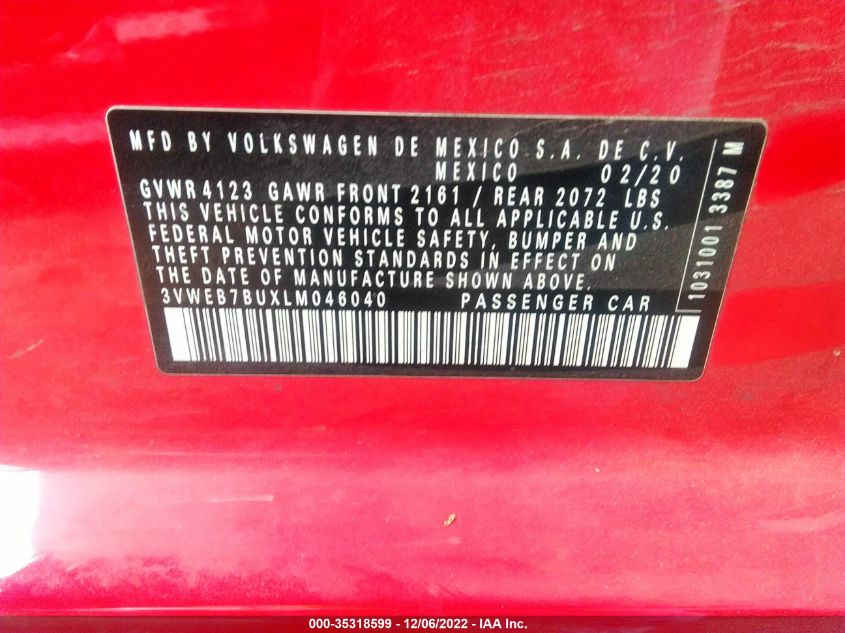 MFD BY VOLKSWAGEN DE MEXICO S.A. DE C.V.
MEXICO 02/20
GVWR 4123 GAWR FRONT 2161 / REAR 2072 LBS
THIS VEHICLE CONFORMS TO ALL APPLICABLE U.S.
FEDERAL MOTOR VEHICLE SAFETY, BUMPER AND
THEFT PREVENTION STANDARDS IN EFFECT ON
THE DATE OF MANUFACTURE SHOWN ABOVE.
3VWEB7BUXLM046040 PASSENGER CAR
1031001 3387 M
000-35318599 - 12/06/2022 - IAA Inc.